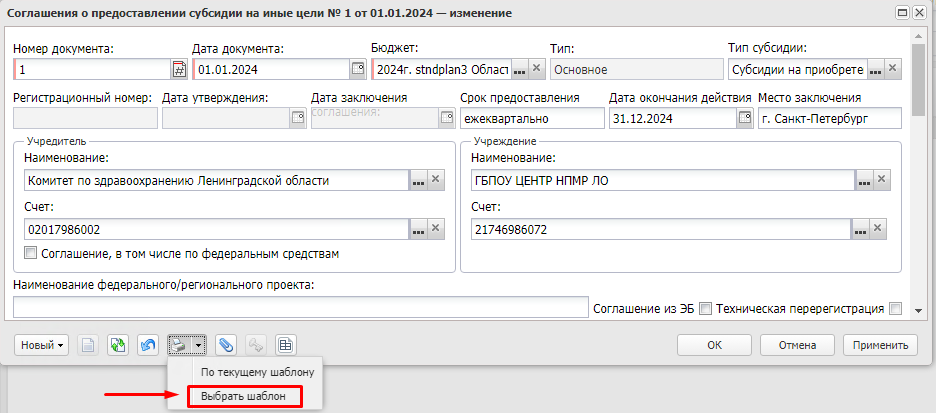 Соглашения о предоставлении субсидии на иные цели № 1 от 01.01.2024 — изменение
Номер документа: Дата документа: Бюджет: Тип: Тип субсидии:
1 01.01.2024 2024г. stndplan3 Област ... Основное Субсидии на приобрете ...
Регистрационный номер: Дата утверждения: Дата заключения соглашения: Срок предоставления Дата окончания действия Место заключения
ежеквартально 31.12.2024 г. Санкт-Петербург
Учредитель Учреждение
Наименование: Наименование:
Комитет по здравоохранению Ленинградской области ... ГБПОУ ЦЕНТР НПМР ЛО ...
Счет: Счет:
02017986002 ... 21746986072 ...
Соглашение, в том числе по федеральным средствам
Наименование федерального/регионального проекта:
Соглашение из ЭБ Техническая перерегистрация
Новый ОК Отмена Применить
По текущему шаблону
Выбрать шаблон